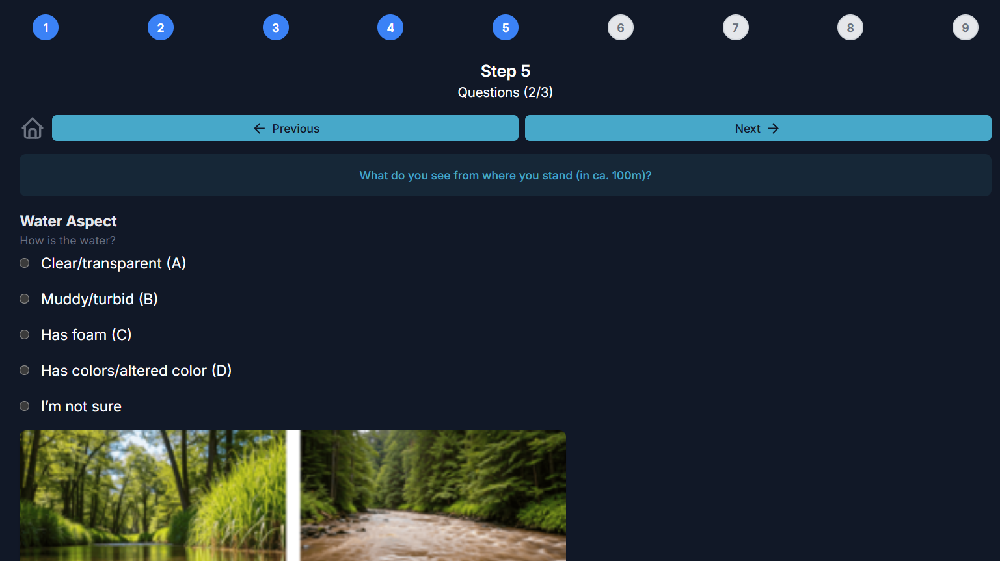 1 2 3 4 5 6 7 8 9
Step 5
Questions (2/3)
← Previous
Next →
What do you see from where you stand (in ca. 100m)?
Water Aspect
How is the water?
Clear/transparent (A)
Muddy/turbid (B)
Has foam (C)
Has colors/altered color (D)
I’m not sure